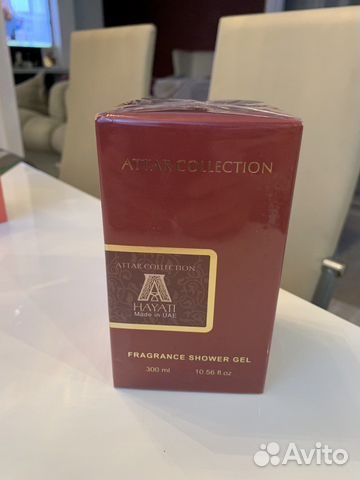 ATTAR COLLECTION
ATTAR COLLECTION
A
HAYATI
Made in UAE
FRAGRANCE SHOWER GEL
300 ml 10.56 fl oz
Avito